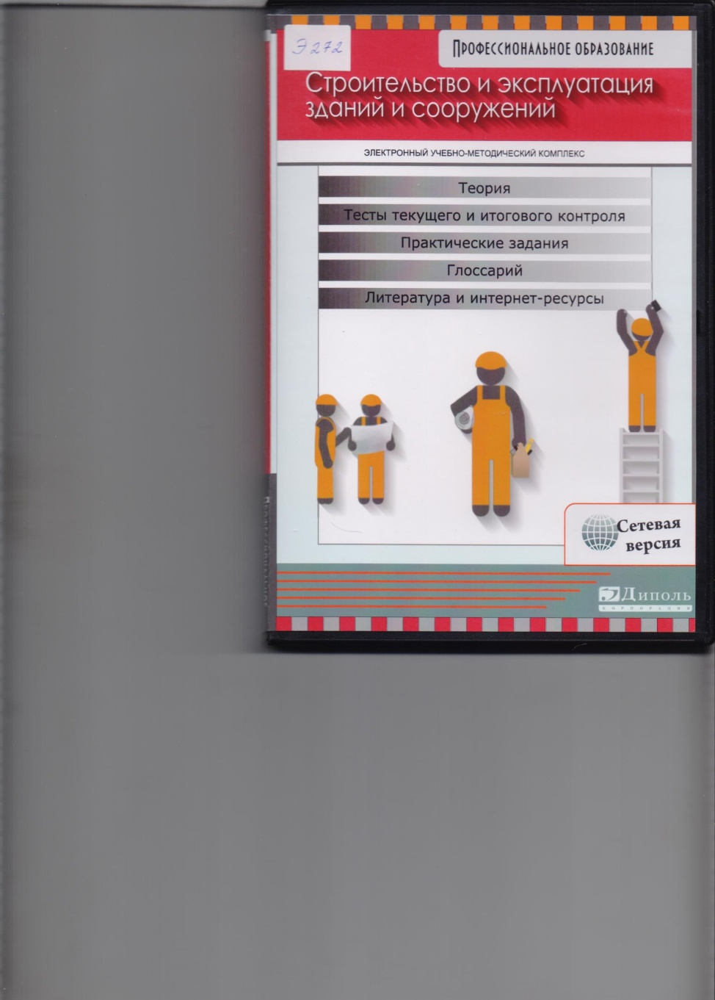 Э 272
ПРОФЕССИОНАЛЬНОЕ ОБРАЗОВАНИЕ
Строительство и эксплуатация
зданий и сооружений
ЭЛЕКТРОННЫЙ УЧЕБНО-МЕТОДИЧЕСКИЙ КОМПЛЕКС
Теория
Тесты текущего и итогового контроля
Практические задания
Глоссарий
Литература и интернет-ресурсы
Сетевая
версия
Диполь
КОРПОРАЦИЯ